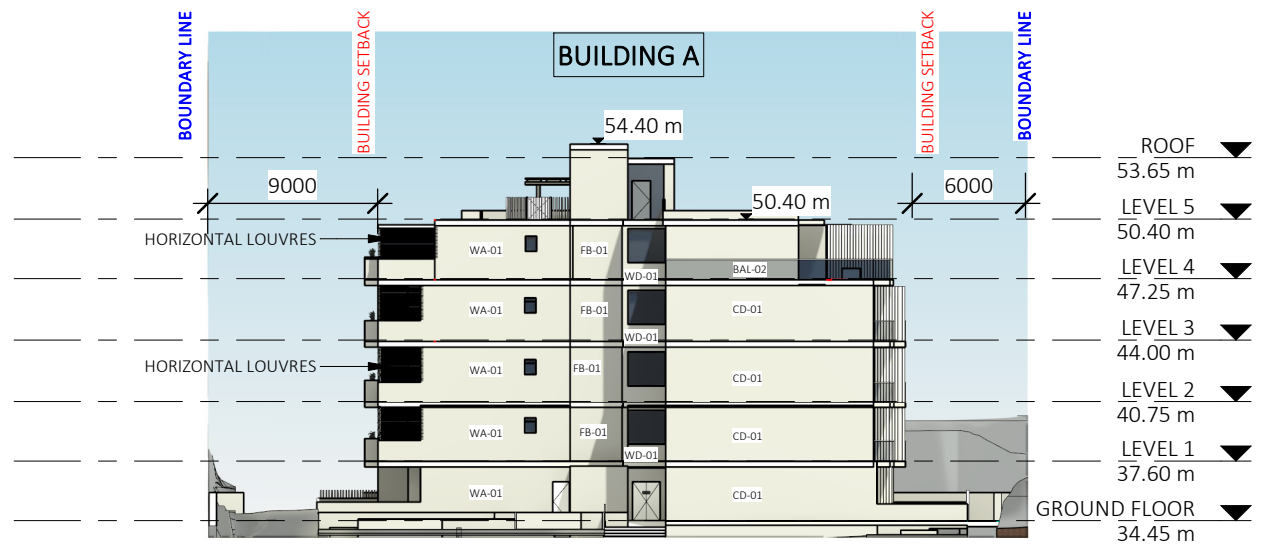 BOUNDARY LINE
BUILDING SETBACK
BUILDING A
BUILDING SETBACK
BOUNDARY LINE
54.40 m
ROOF
53.65 m
9000
6000
50.40 m
LEVEL 5
50.40 m
HORIZONTAL LOUVRES
WA-01
FB-01
WD-01
BAL-02
LEVEL 4
47.25 m
WA-01
FB-01
CD-01
WD-01
LEVEL 3
44.00 m
HORIZONTAL LOUVRES
WA-01
FB-01
CD-01
LEVEL 2
40.75 m
WA-01
FB-01
CD-01
WD-01
LEVEL 1
37.60 m
WA-01
CD-01
GROUND FLOOR
34.45 m